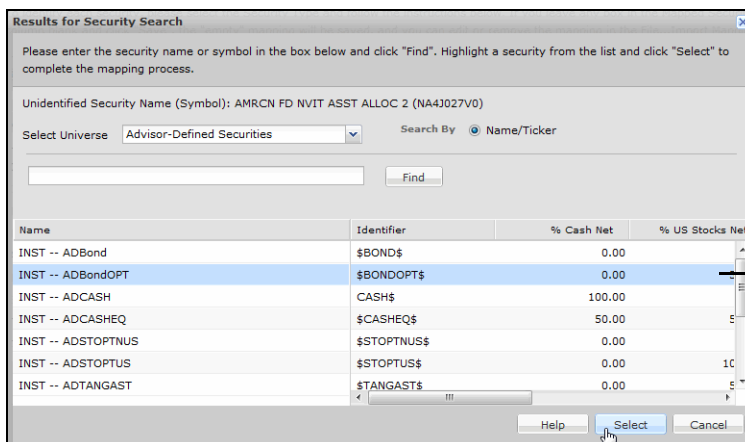 Results for Security Search
Please enter the security name or symbol in the box below and click "Find". Highlight a security from the list and click "Select" to
complete the mapping process.
Unidentified Security Name (Symbol): AMRCN FD NVIT ASST ALLOC 2 (NA4J027V0)
Select Universe Advisor-Defined Securities Search By Name/Ticker
Find
Name Identifier % Cash Net % US Stocks Net
INST -- ADBond $BOND$ 0.00
INST -- ADBondOPT $BONDOPT$ 0.00
INST -- ADCASH CASH$ 100.00
INST -- ADCASHEQ $CASHEQ$ 50.00 5
INST -- ADSTOPTNUS $STOPTNUS$ 0.00
INST -- ADSTOPTUS $STOPTUS$ 0.00 10
INST -- ADTANGAST $TANGAST$ 0.00 5
Help Select Cancel